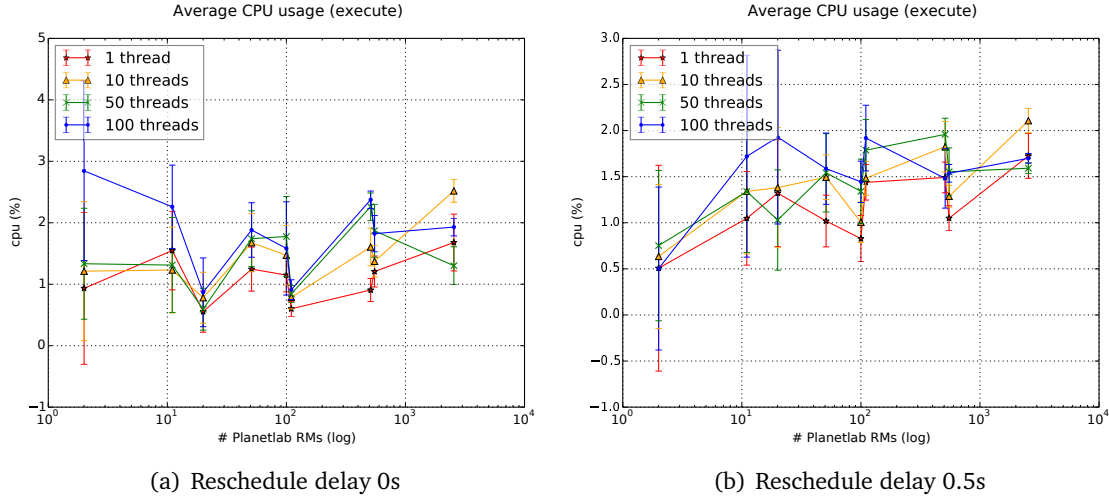 Average CPU usage (execute)
5
4
3
2
1
0
−1
cpu (%)
1 thread
10 threads
50 threads
100 threads
10^0
10^1
10^2
10^3
10^4
# Planetlab RMs (log)
(a) Reschedule delay 0s
Average CPU usage (execute)
3.0
2.5
2.0
1.5
1.0
0.5
0.0
−0.5
−1.0
cpu (%)
1 thread
10 threads
50 threads
100 threads
10^0
10^1
10^2
10^3
10^4
# Planetlab RMs (log)
(b) Reschedule delay 0.5s